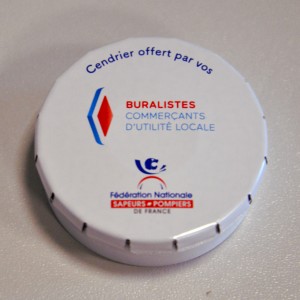 Cendrier offert par vos
BURALISTES
COMMERÇANTS
D'UTILITÉ LOCALE
Fédération Nationale
SAPEURS-POMPIERS
DE FRANCE